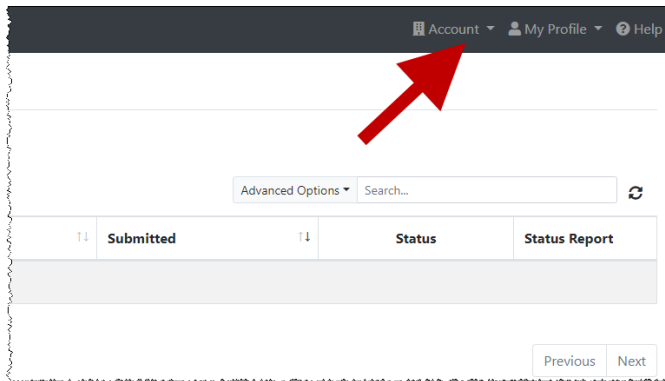 Account My Profile Help
Advanced Options Search...
Submitted Status Status Report
Previous Next